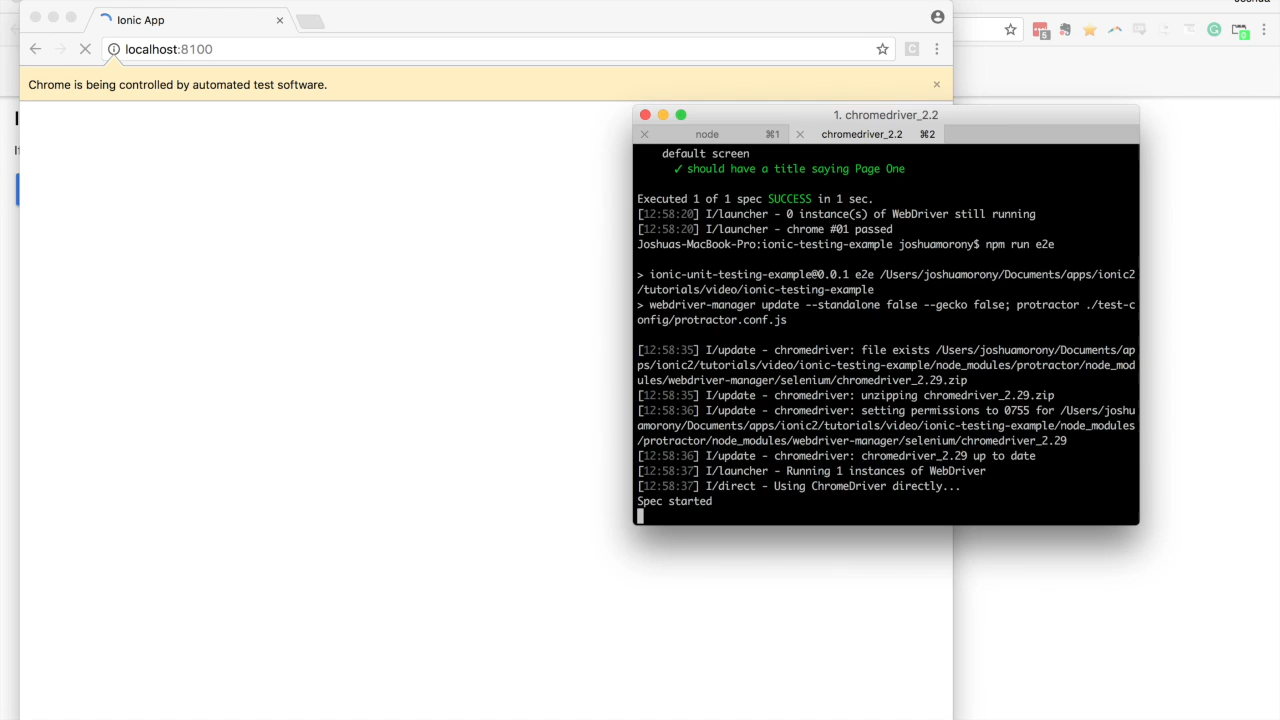 Joshua
Ionic App
localhost:8100
Chrome is being controlled by automated test software.
5
0
1. chromedriver_2.2
node ⌘1 chromedriver_2.2 ⌘2
default screen
✓ should have a title saying Page One
Executed 1 of 1 spec SUCCESS in 1 sec.
[12:58:20] I/launcher - 0 instance(s) of WebDriver still running
[12:58:20] I/launcher - chrome #01 passed
Joshuas-MacBook-Pro:ionic-testing-example joshuamorony$ npm run e2e
> ionic-unit-testing-example@0.0.1 e2e /Users/joshuamorony/Documents/apps/ionic2
/tutorials/video/ionic-testing-example
> webdriver-manager update --standalone false --gecko false; protractor ./test-c
onfig/protractor.conf.js
[12:58:35] I/update - chromedriver: file exists /Users/joshuamorony/Documents/ap
ps/ionic2/tutorials/video/ionic-testing-example/node_modules/protractor/node_mod
ules/webdriver-manager/selenium/chromedriver_2.29.zip
[12:58:35] I/update - chromedriver: unzipping chromedriver_2.29.zip
[12:58:36] I/update - chromedriver: setting permissions to 0755 for /Users/joshu
amorony/Documents/apps/ionic2/tutorials/video/ionic-testing-example/node_modules
/protractor/node_modules/webdriver-manager/selenium/chromedriver_2.29
[12:58:36] I/update - chromedriver: chromedriver_2.29 up to date
[12:58:37] I/launcher - Running 1 instances of WebDriver
[12:58:37] I/direct - Using ChromeDriver directly...
Spec started